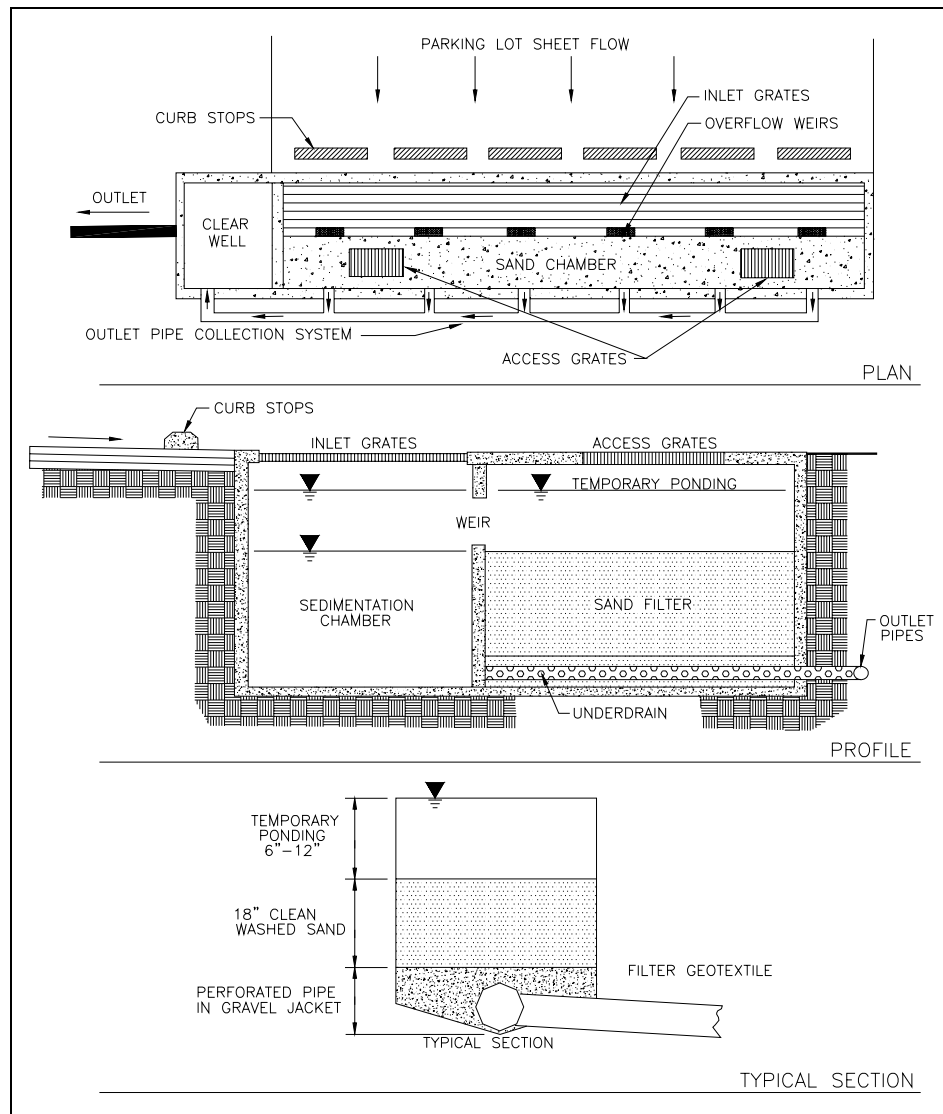 PARKING LOT SHEET FLOW
INLET GRATES
CURB STOPS
OVERFLOW WEIRS
OUTLET
CLEAR
WELL
SAND CHAMBER
OUTLET PIPE COLLECTION SYSTEM
ACCESS GRATES
PLAN
CURB STOPS
INLET GRATES
ACCESS GRATES
TEMPORARY PONDING
WEIR
SEDIMENTATION
CHAMBER
SAND FILTER
OUTLET
PIPES
UNDERDRAIN
PROFILE
TEMPORARY
PONDING
6"-12"
18" CLEAN
WASHED SAND
FILTER GEOTEXTILE
PERFORATED PIPE
IN GRAVEL JACKET
TYPICAL SECTION
TYPICAL SECTION